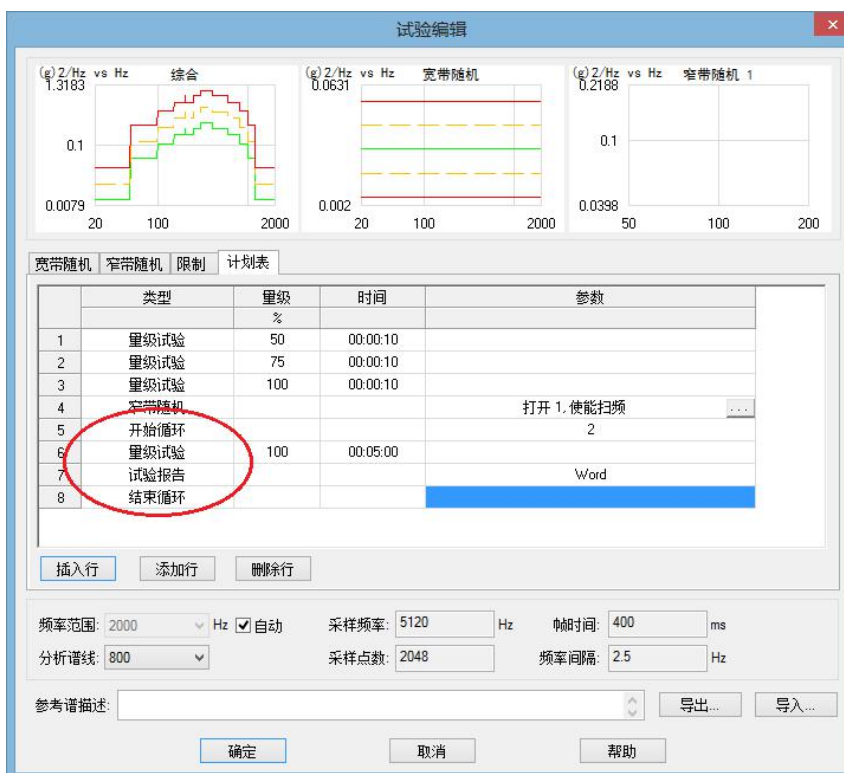 试验编辑
×
(g)2/Hz vs Hz 综合
1.3183
0.1
0.0079
20 100 2000
(g)2/Hz vs Hz 宽带随机
0.0631
0.002
20 100 2000
(g)2/Hz vs Hz 窄带随机 1
0.2188
0.1
0.0398
50 100 200
宽带随机 窄带随机 限制 计划表
类型 量级 时间 参数
%
1 量级试验 50 00:00:10
2 量级试验 75 00:00:10
3 量级试验 100 00:00:10
4 窄带随机 打开 1, 使能扫频 ...
5 开始循环 2
6 量级试验 100 00:05:00
7 试验报告 Word
8 结束循环
插入行 添加行 删除行
频率范围: 2000 Hz 自动 采样频率: 5120 Hz 帧时间: 400 ms
分析谱线: 800 采样点数: 2048 频率间隔: 2.5 Hz
参考谱描述: 导出... 导入...
确定 取消 帮助